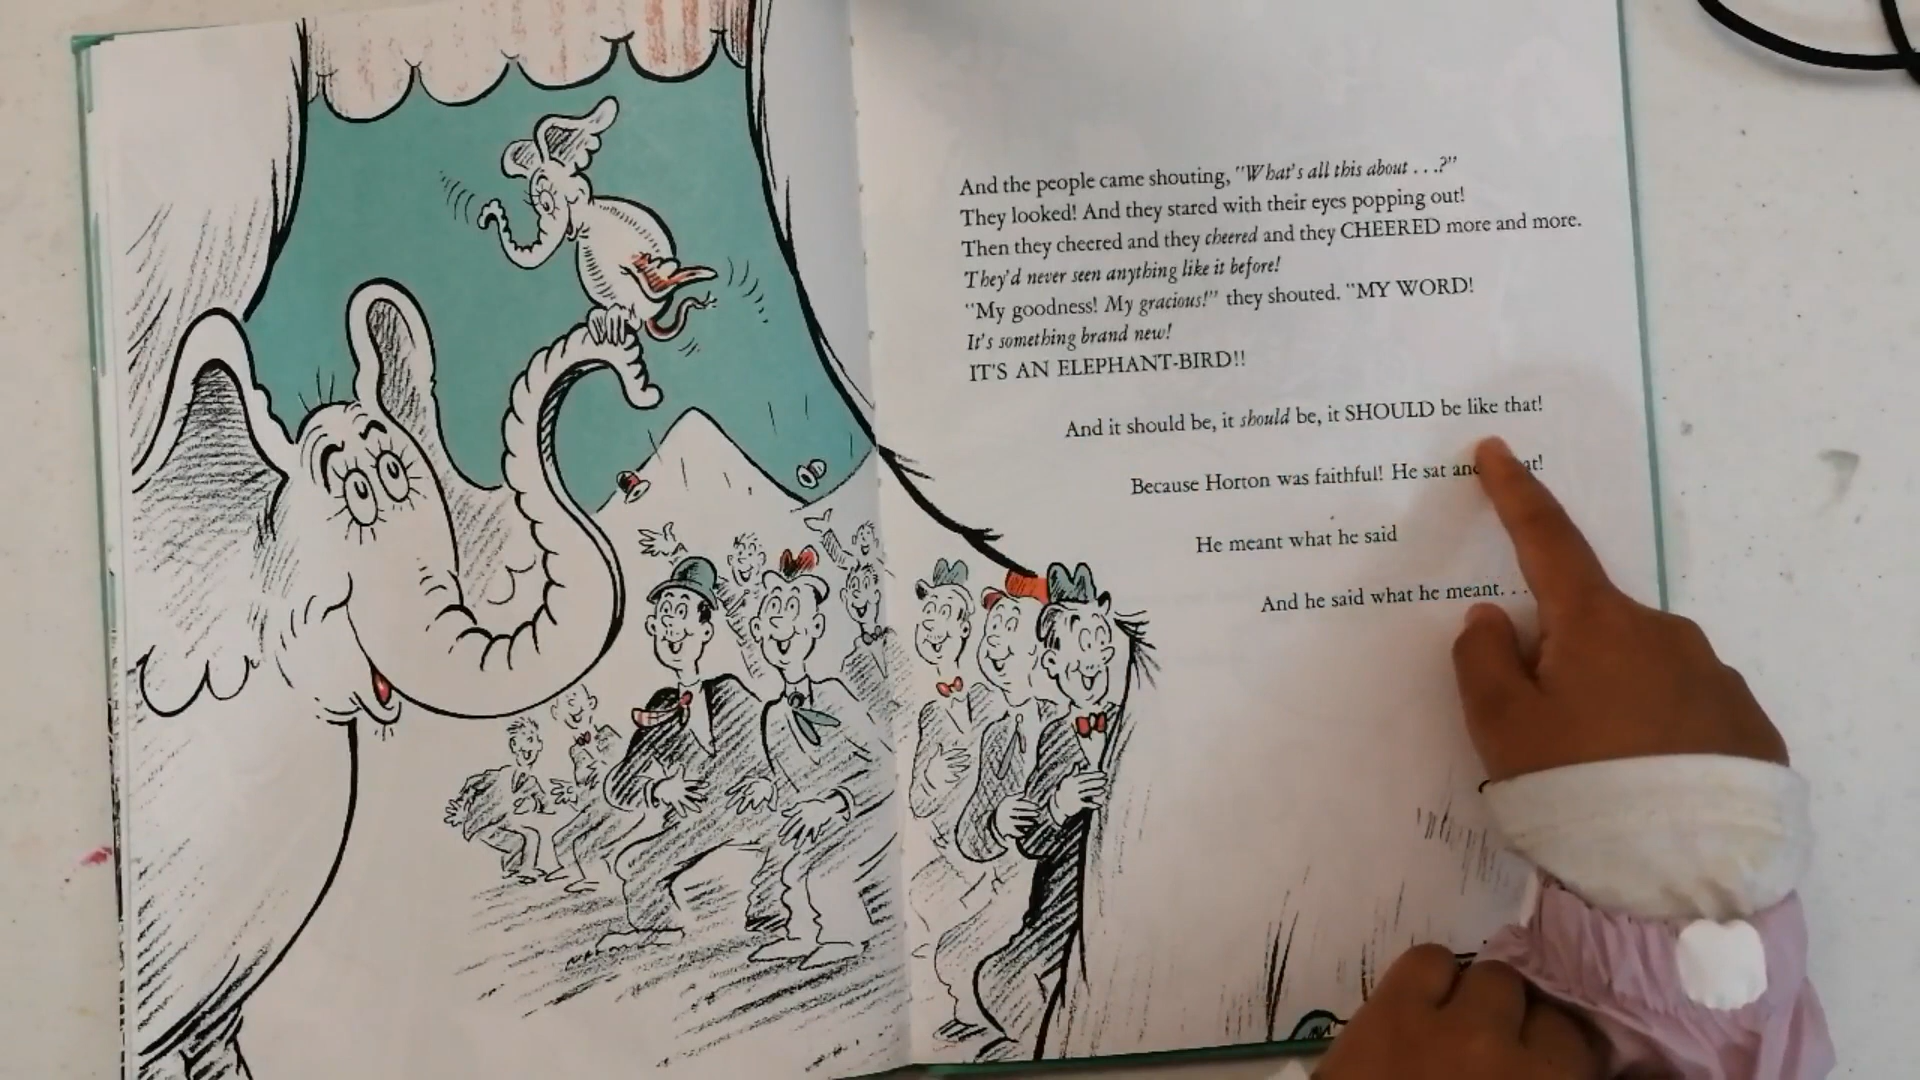 And the people came shouting, "What's all this about . . .?"
They looked! And they stared with their eyes popping out!
Then they cheered and they cheered and they CHEERED more and more.
They'd never seen anything like it before!
"My goodness! My gracious!" they shouted. "MY WORD!
It's something brand new!
IT'S AN ELEPHANT-BIRD!!
And it should be, it should be, it SHOULD be like that!
Because Horton was faithful! He sat and
He meant what he said
And he said what he meant. . .